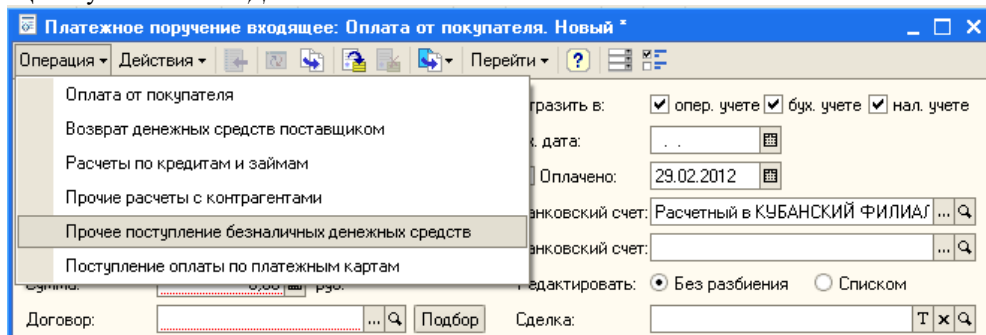 Платежное поручение входящее: Оплата от покупателя. Новый *
Операция Действия Перейти ?
Оплата от покупателя
Возврат денежных средств поставщиком
Расчеты по кредитам и займам
Прочие расчеты с контрагентами
Прочее поступление безналичных денежных средств
Поступление оплаты по платежным картам
тразить в: опер. учете бух. учете нал. учете
. дата: . .
Оплачено: 29.02.2012
анковский счет: Расчетный в КУБАНСКИЙ ФИЛИАЛ ...
анковский счет: ...
Редактировать: Без разбиения Списком
Договор: ... Подбор Сделка: T x